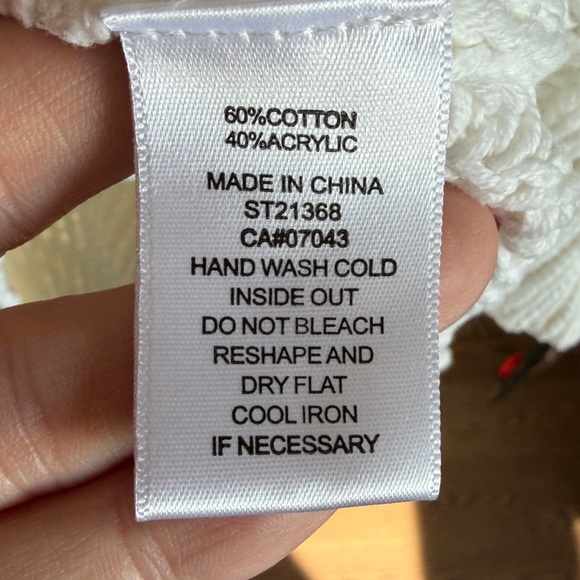 60%COTTON
40%ACRYLIC
MADE IN CHINA
ST21368
CA#07043
HAND WASH COLD
INSIDE OUT
DO NOT BLEACH
RESHAPE AND
DRY FLAT
COOL IRON
IF NECESSARY